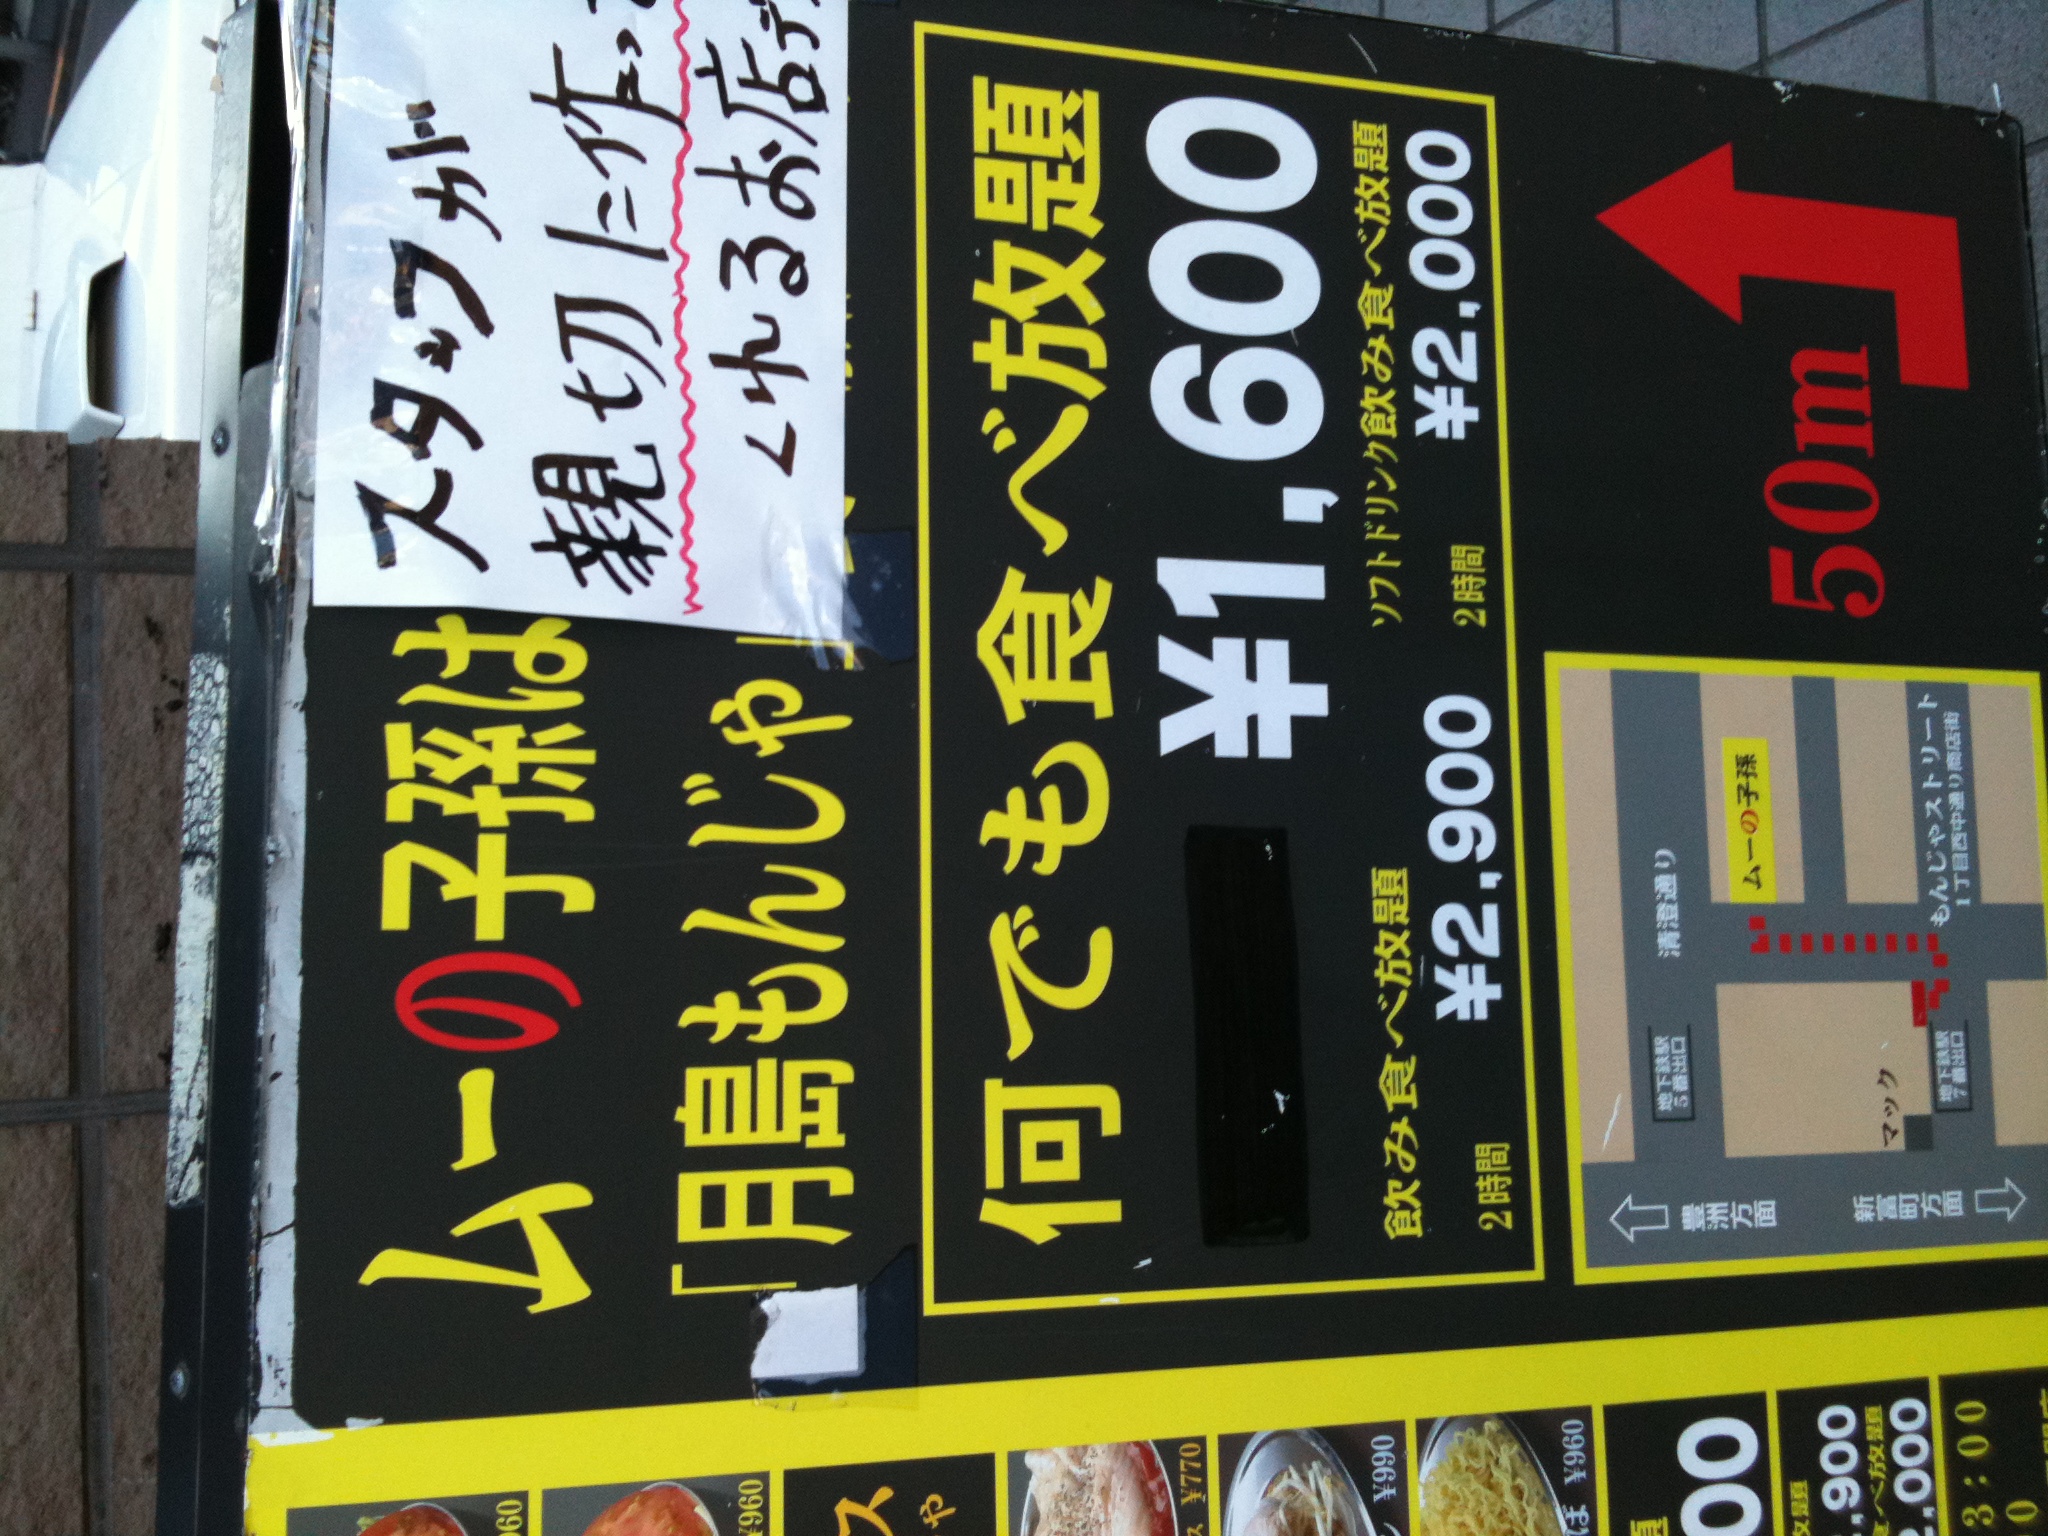 ムーの子孫は
「月島もんじゃ」
スタッフが
親切に作っ
くれるお店デ
何でも食べ放題
¥1,600
飲み食べ放題
2時間 ¥2,900
ソフトドリンク飲み食べ放題
2時間 ¥2,000
豊洲方面
新富町方面
地下鉄駅
5番出口
清澄通り
ムーの子孫
マック
地下鉄駅
7番出口
もんじゃストリート
1丁目西中通り商店街
50m
960
¥960
ス
ゃ
ス ¥770
ン ¥990
ぼ ¥960
題
00
放題
,900
食べ放題
2,000
3:00
0